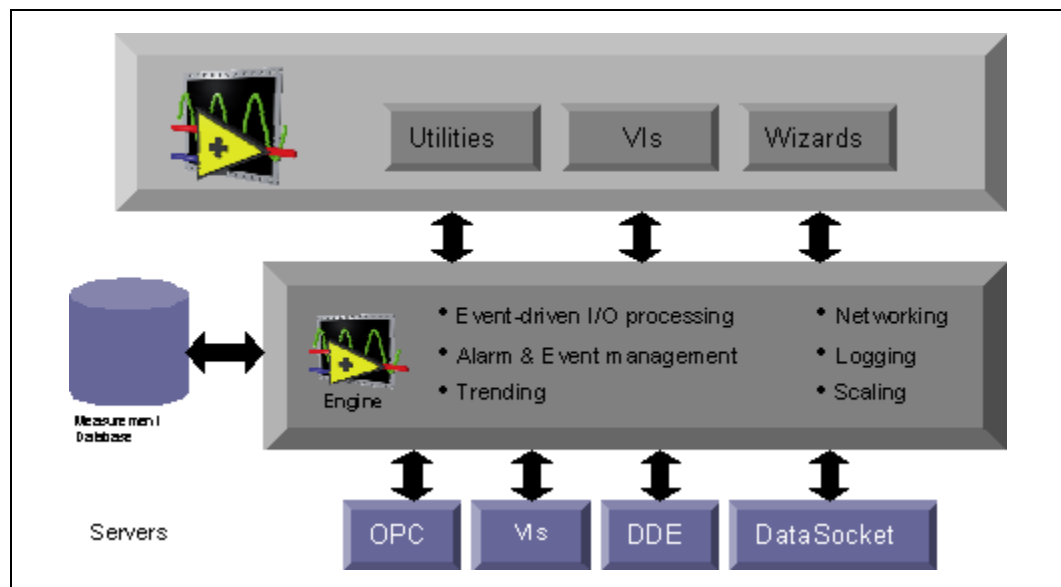 Utilities VIs Wizards
• Event-driven I/O processing • Networking
• Alarm & Event management • Logging
• Trending • Scaling
Engine
Measurement
Database
Servers OPC VIs DDE DataSocket